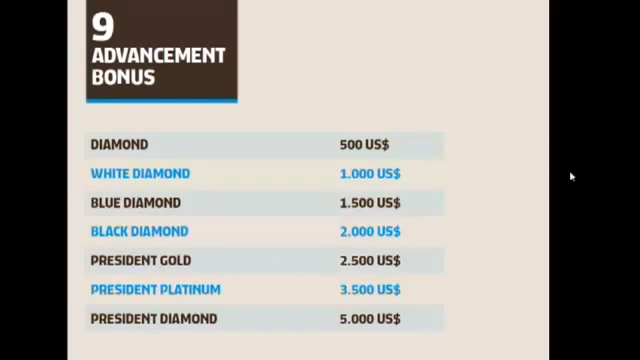 9
ADVANCEMENT
BONUS
DIAMOND 500 US$
WHITE DIAMOND 1.000 US$
BLUE DIAMOND 1.500 US$
BLACK DIAMOND 2.000 US$
PRESIDENT GOLD 2.500 US$
PRESIDENT PLATINUM 3.500 US$
PRESIDENT DIAMOND 5.000 US$